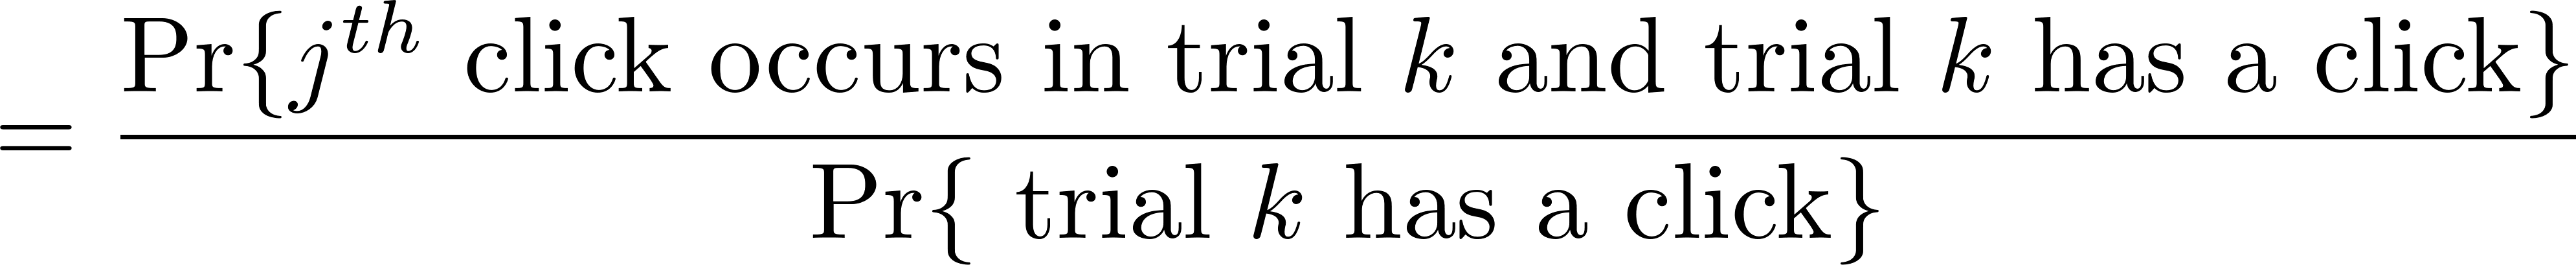 = Pr{j^{th} click occurs in trial k and trial k has a click}
Pr{ trial k has a click}